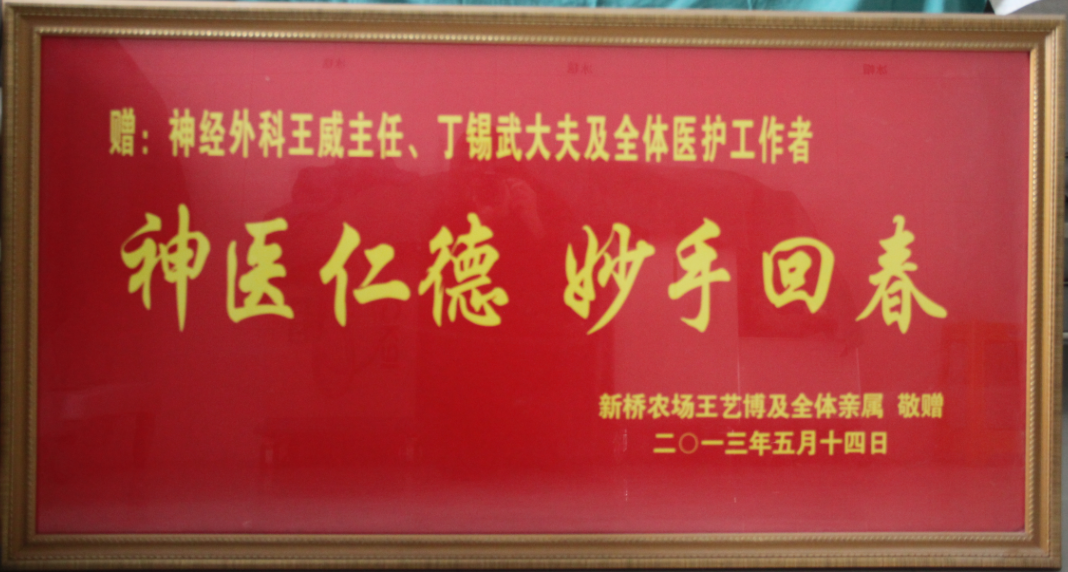 赠：神经外科王威主任、丁锡武大夫及全体医护工作者
神医仁德 妙手回春
新桥农场王艺博及全体亲属 敬赠
二〇一三年五月十四日